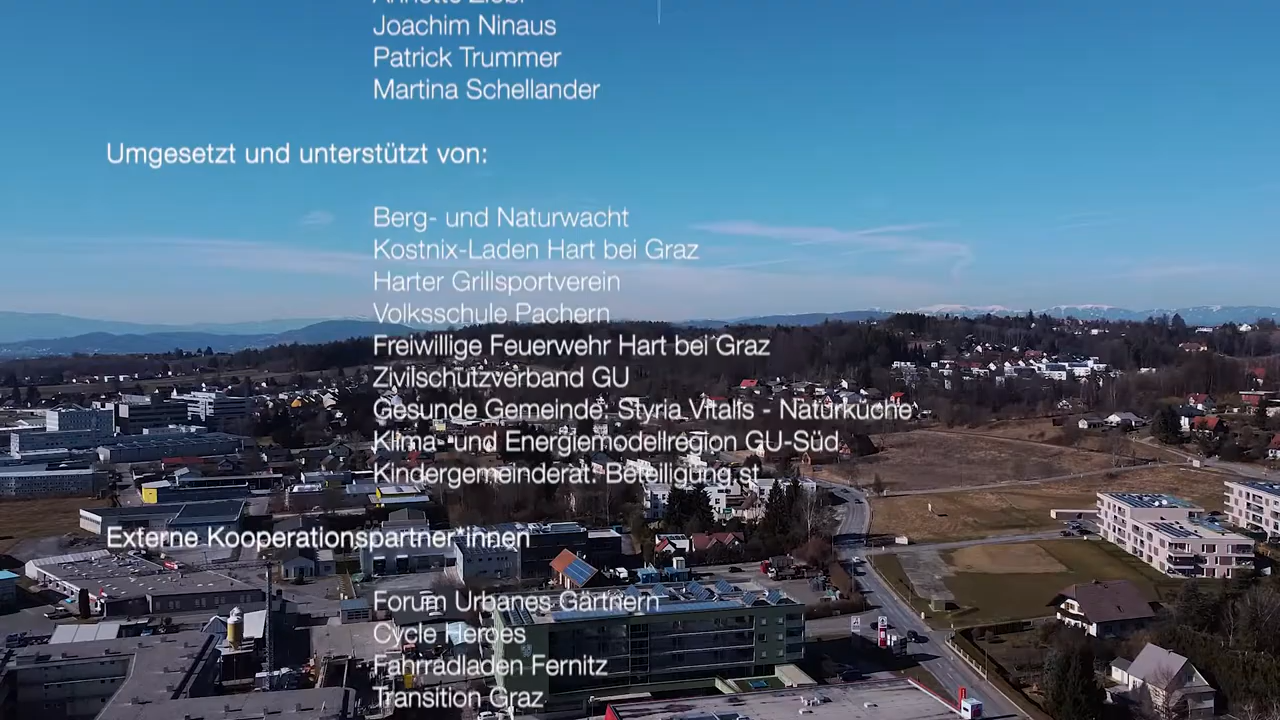 Annette Ziebl
Joachim Ninaus
Patrick Trummer
Martina Schellander
Umgesetzt und unterstützt von:
Berg- und Naturwacht
Kostnix-Laden Hart bei Graz
Harter Grillsportverein
Volksschule Pachern
Freiwillige Feuerwehr Hart bei Graz
Zivilschutzverband GU
Gesunde Gemeinde: Styria Vitalis - Naturküche
Klima- und Energiemodellregion GU-Süd
Kindergemeinderat: Beteiligung.st
Externe Kooperationspartner*innen
Forum Urbanes Gärtnern
Cycle Heroes
Fahrradladen Fernitz
Transition Graz